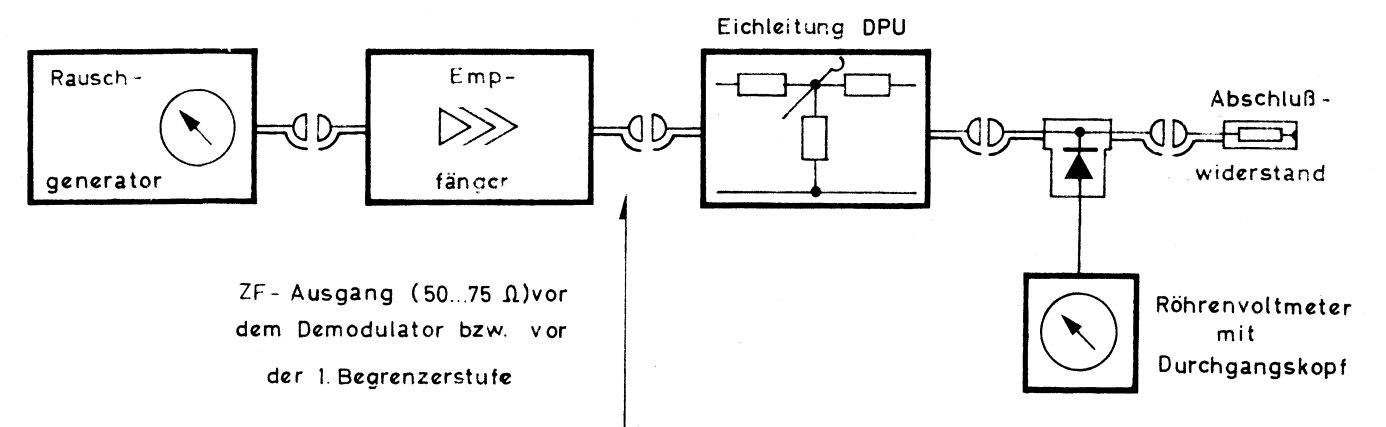 Eichleitung DPU
Rausch-
generator
Emp-
fänger
Abschluß-
widerstand
ZF-Ausgang (50...75 Ω) vor
dem Demodulator bzw. vor
der 1. Begrenzerstufe
Röhrenvoltmeter
mit
Durchgangskopf